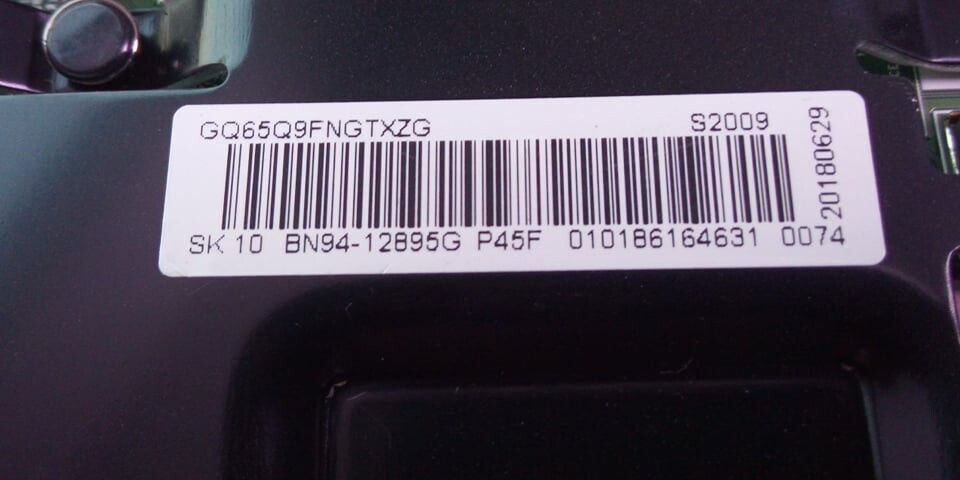 GQ65Q9FNGTXZG S2009
20180629
SK 10 BN94-12895G P45F 010186164631 0074